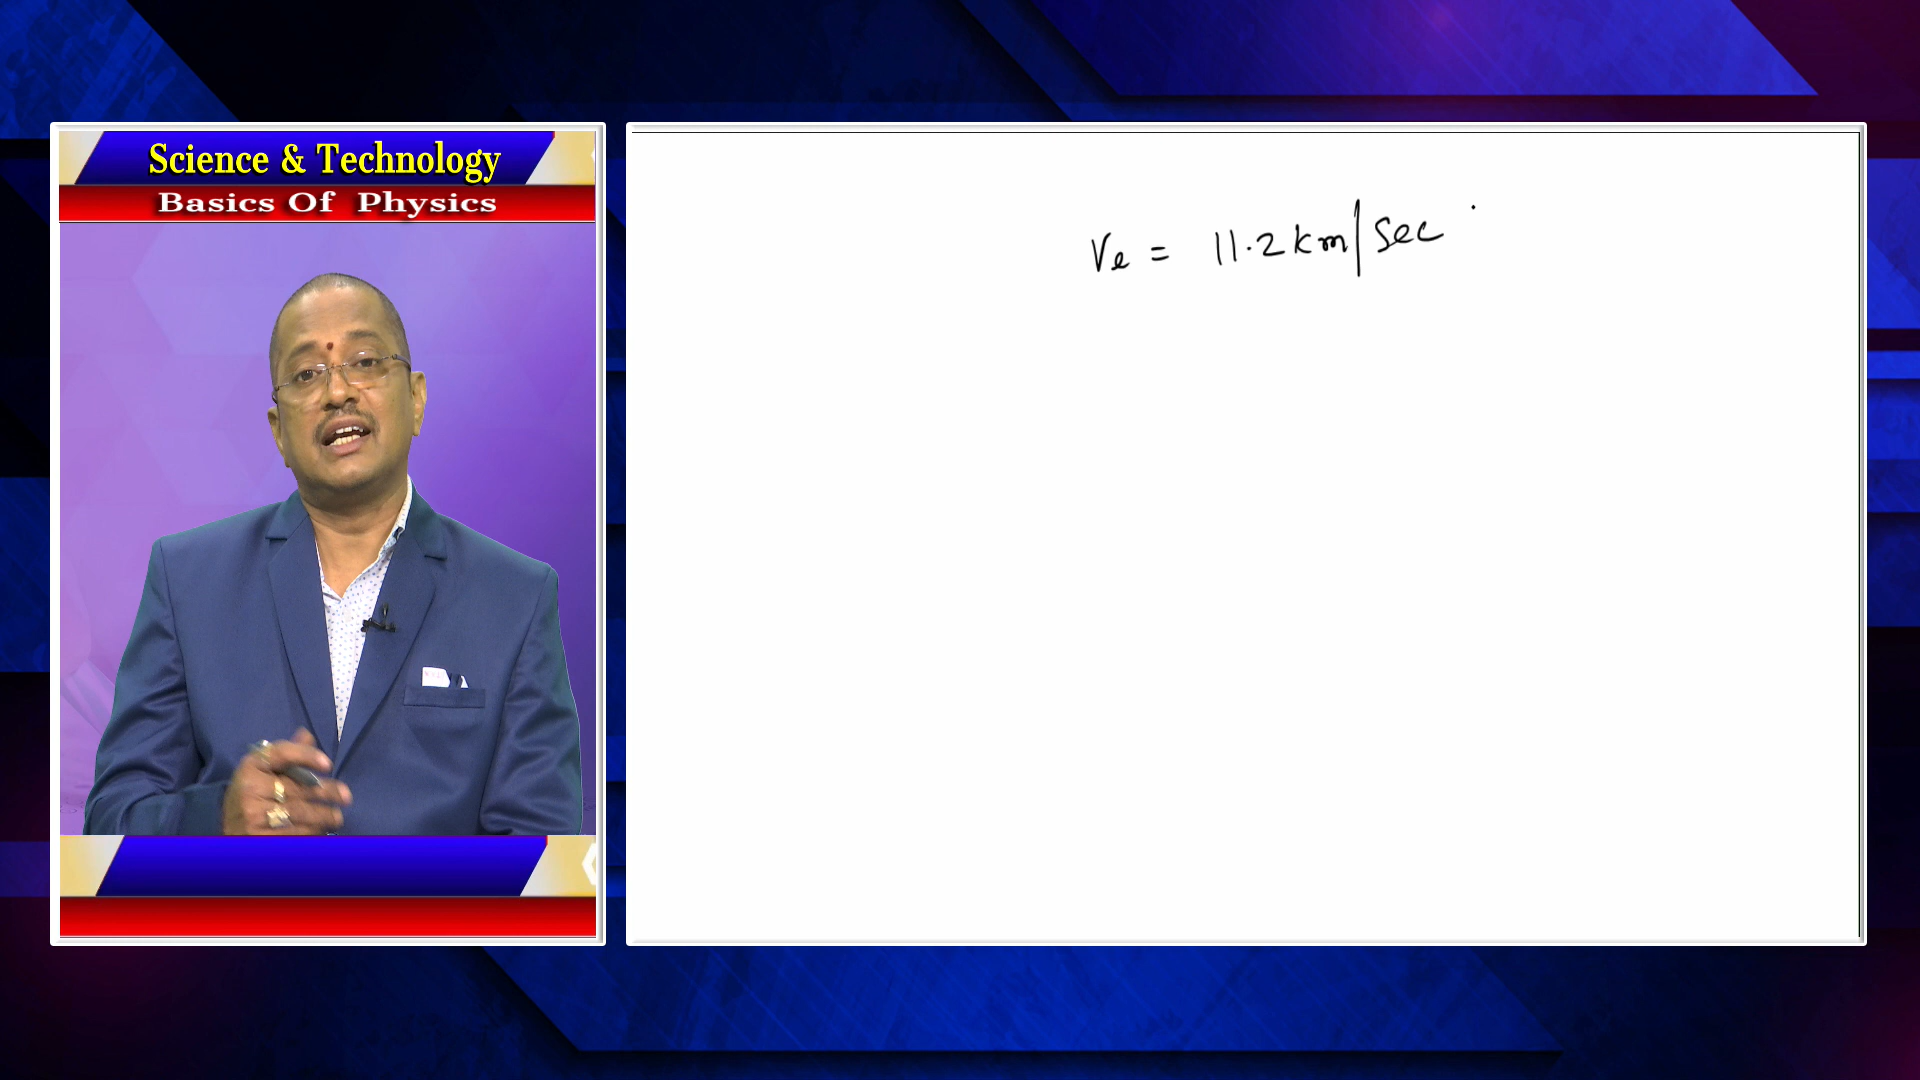 Science & Technology
Basics Of Physics
Ve = 11.2 km/sec